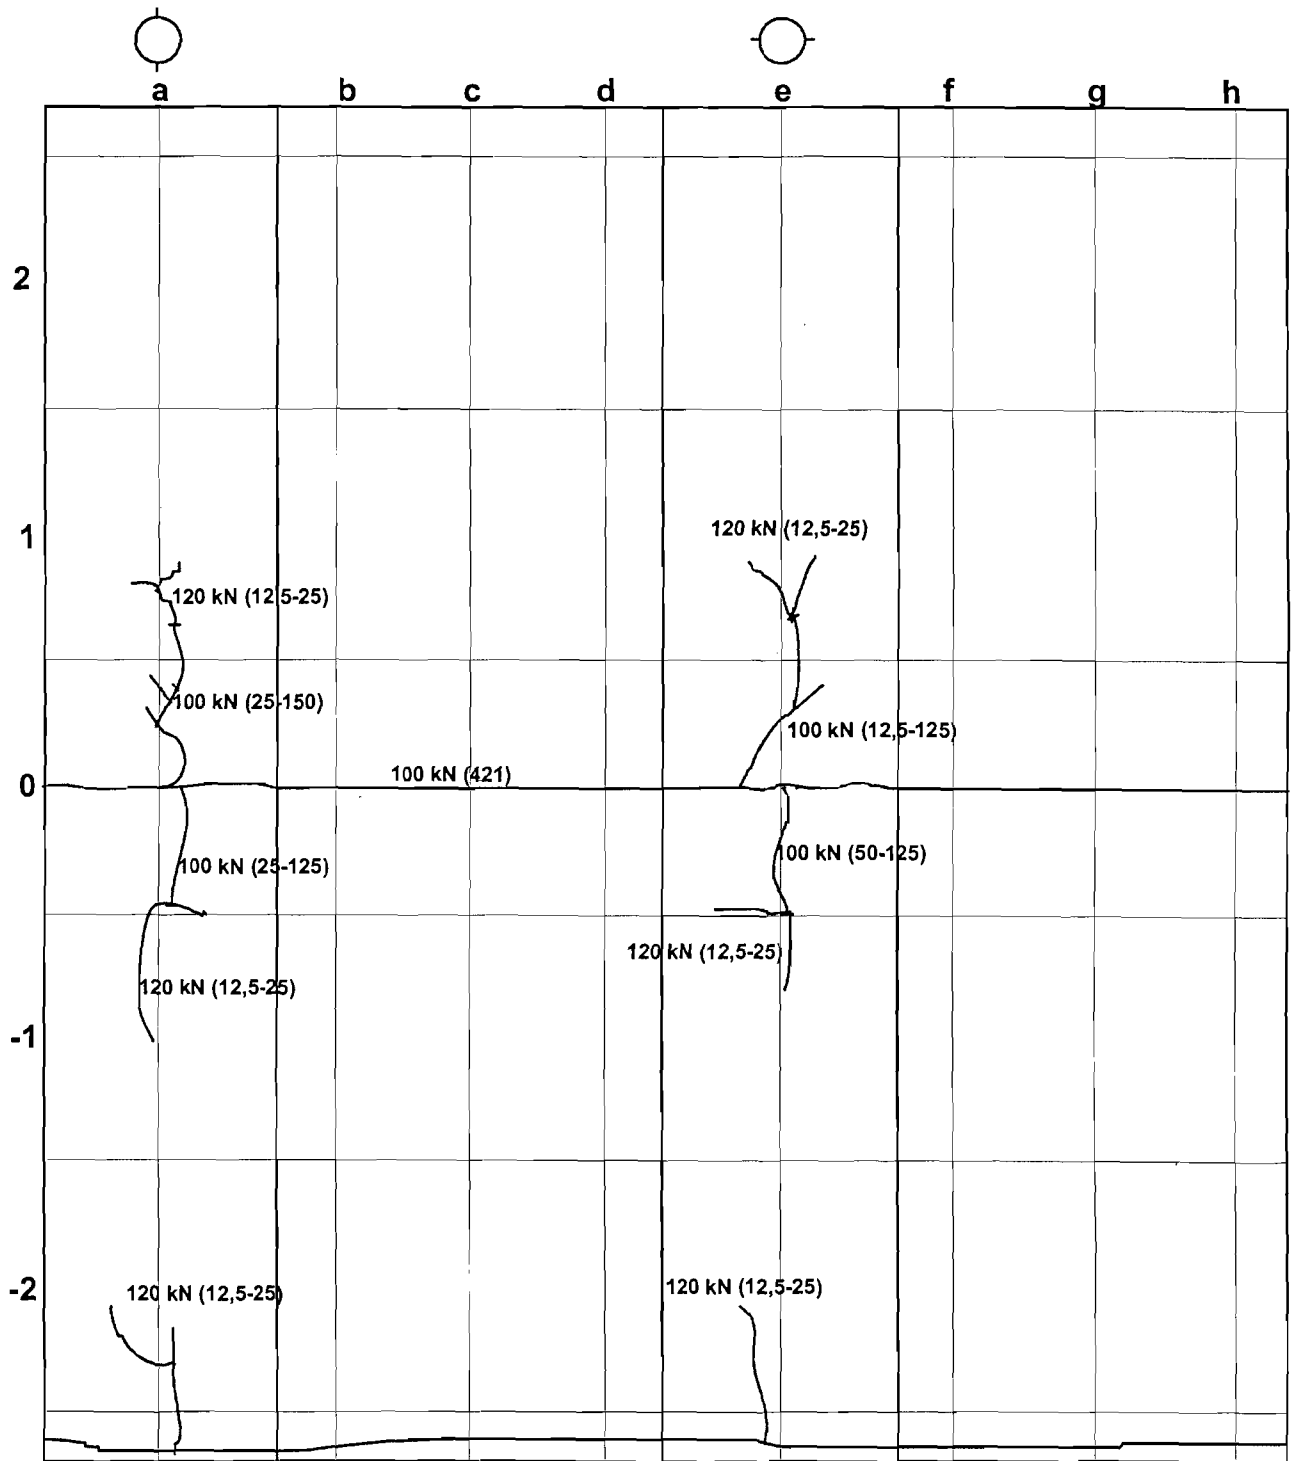 a b c d e f g h
2
1
120 kN (12,5-25)
120 kN (12,5-25)
100 kN (25-150)
100 kN (12,5-125)
0
100 kN (421)
100 kN (25-125)
100 kN (50-125)
120 kN (12,5-25)
120 kN (12,5-25)
-1
-2
120 kN (12,5-25)
120 kN (12,5-25)